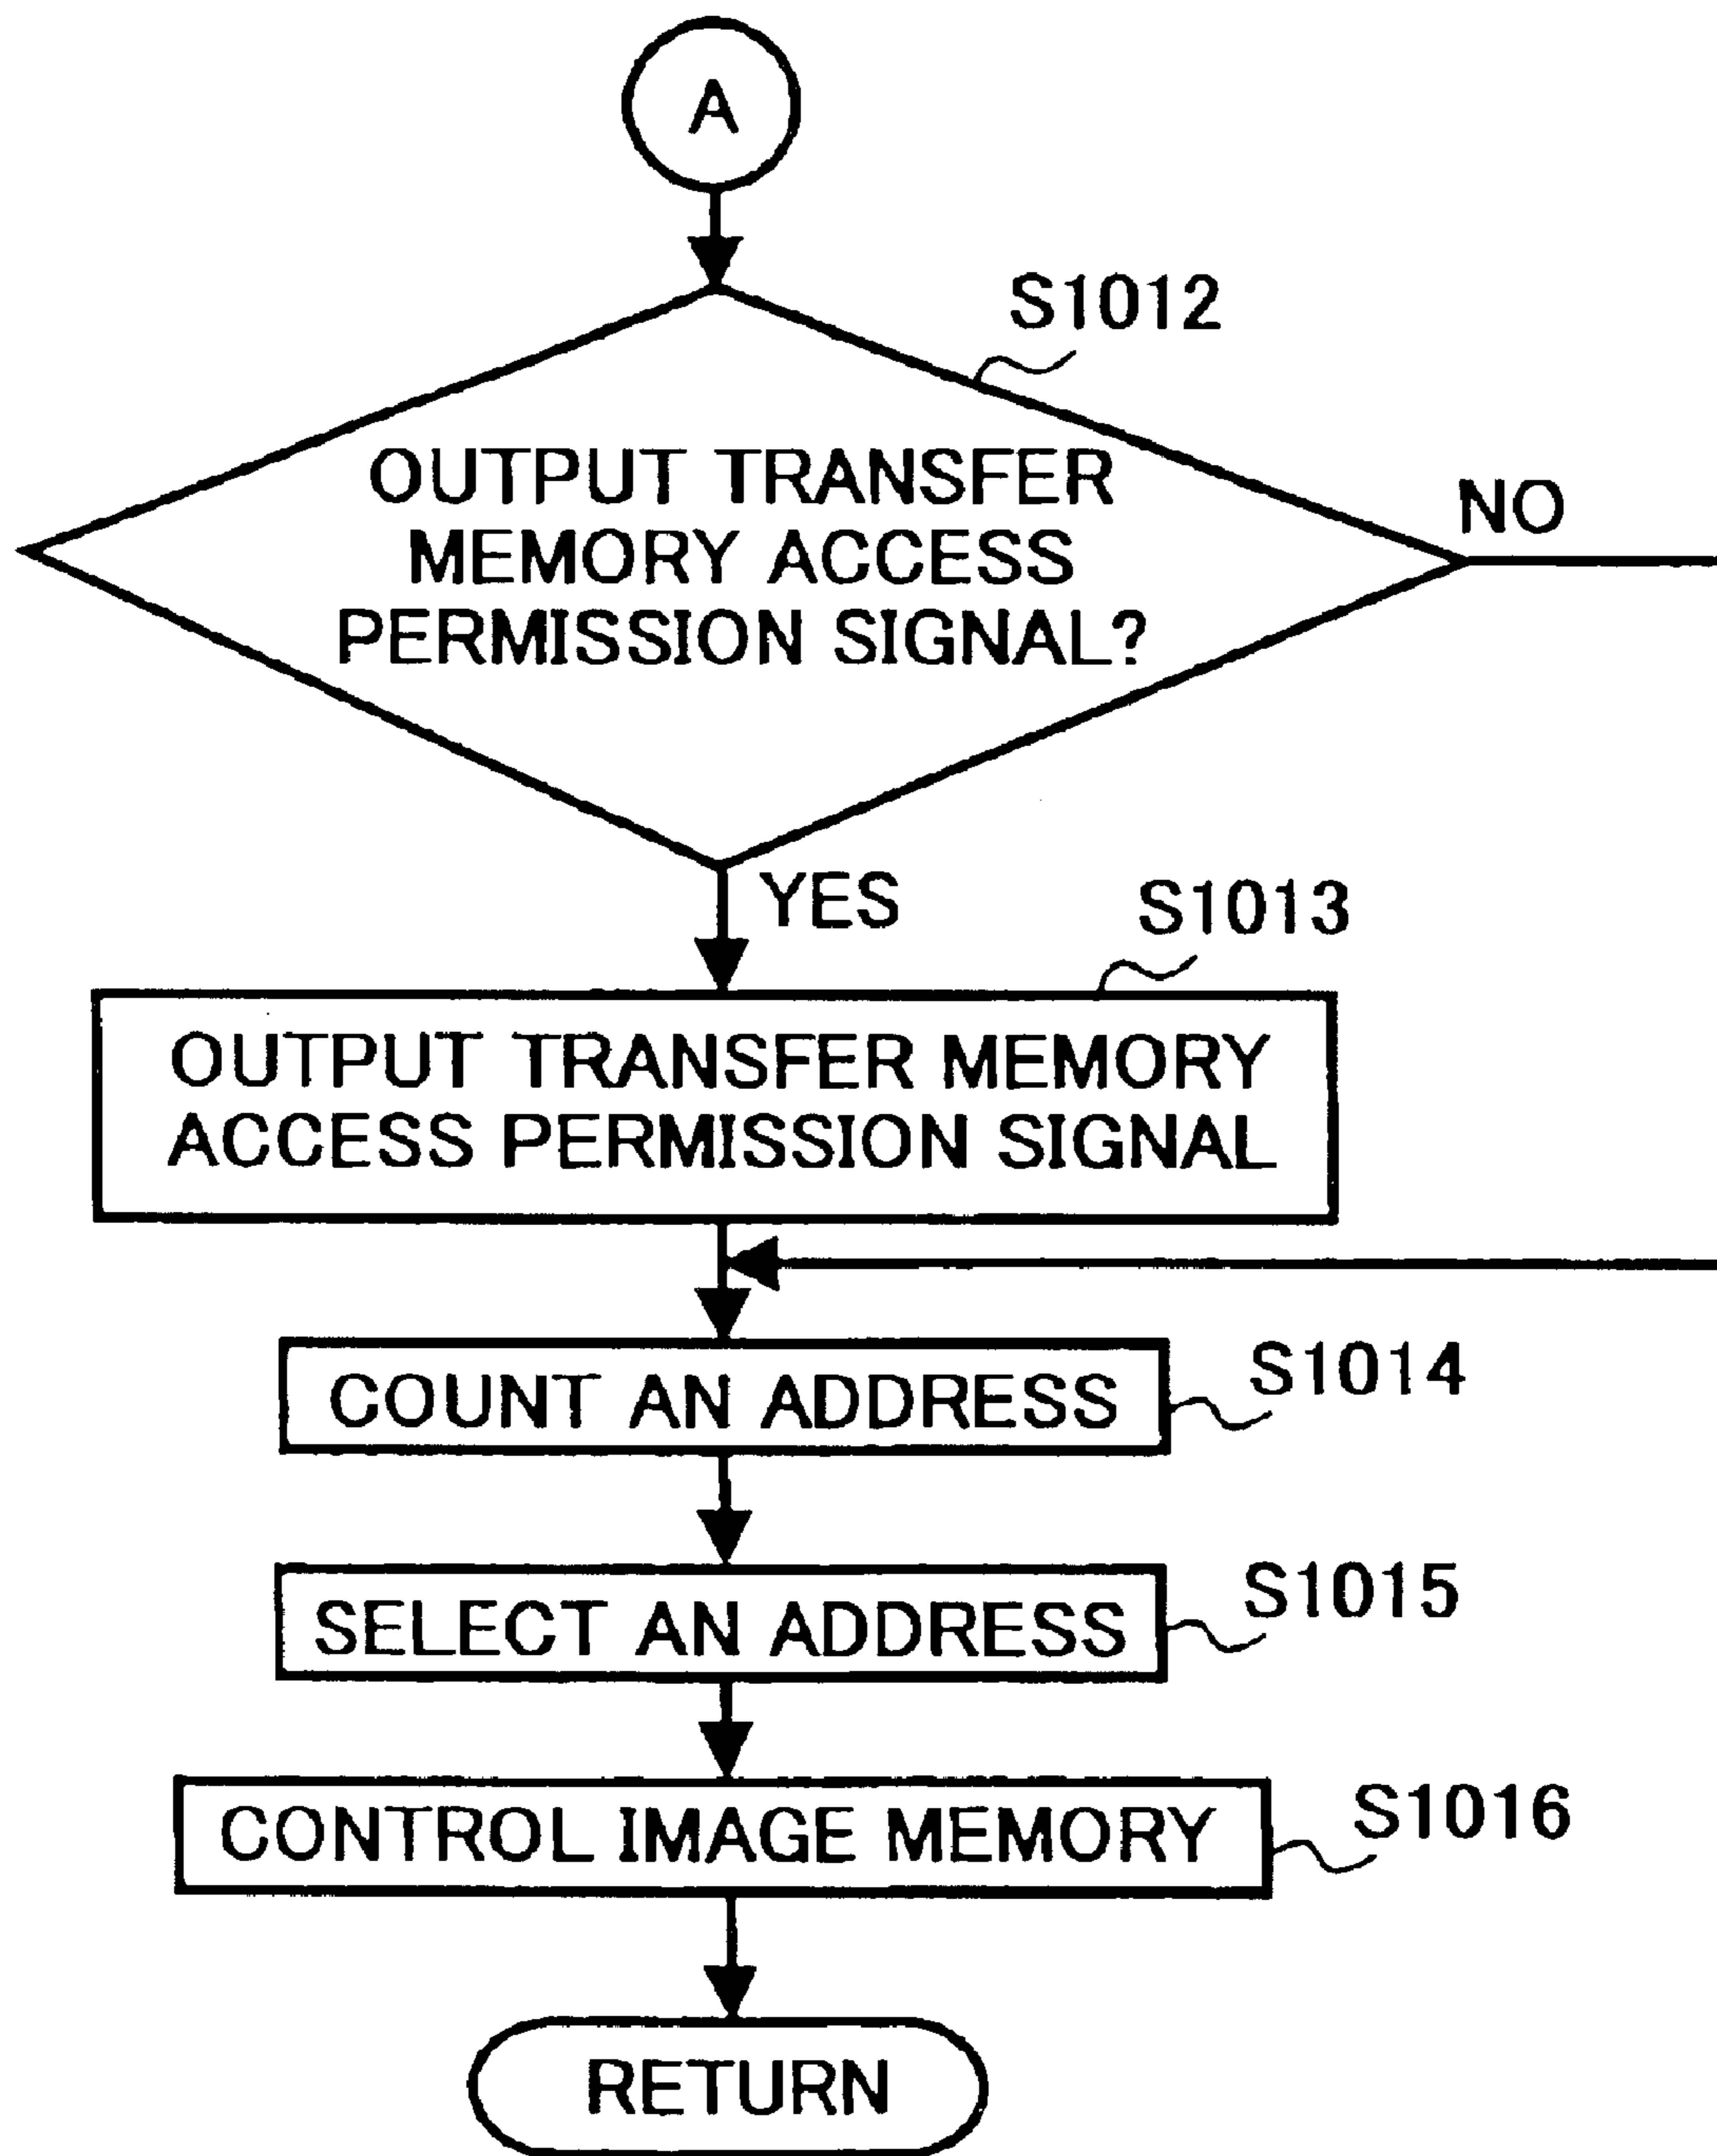 A
S1012
OUTPUT TRANSFER
MEMORY ACCESS
PERMISSION SIGNAL?
NO
YES
S1013
OUTPUT TRANSFER MEMORY
ACCESS PERMISSION SIGNAL
COUNT AN ADDRESS
S1014
SELECT AN ADDRESS
S1015
CONTROL IMAGE MEMORY
S1016
RETURN